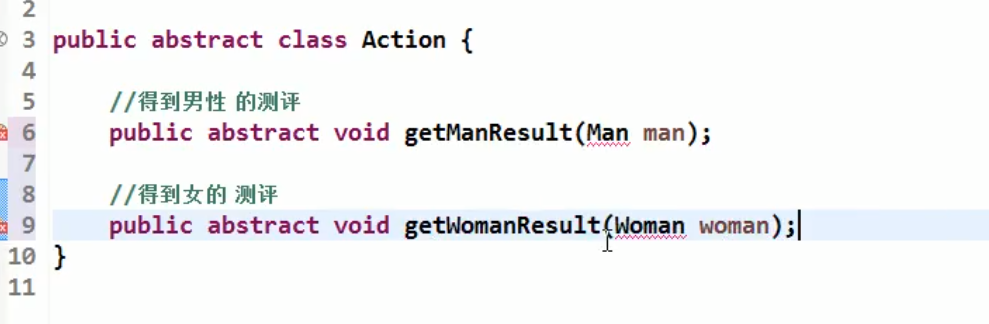 2
3 public abstract class Action {
4
5 //得到男性 的测评
6 public abstract void getManResult(Man man);
7
8 //得到女的 测评
9 public abstract void getWomanResult(Woman woman);
10 }
11